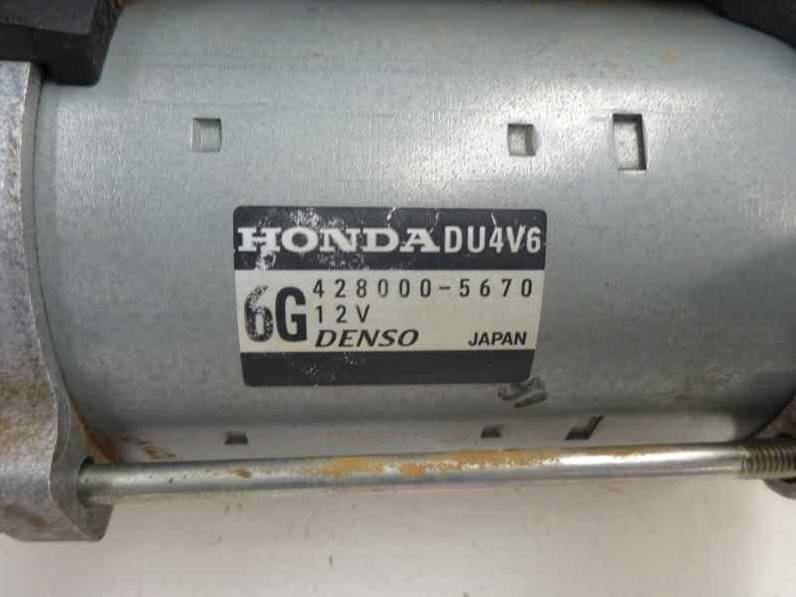 HONDA DU4V6
6G 428000-5670
12V
DENSO JAPAN